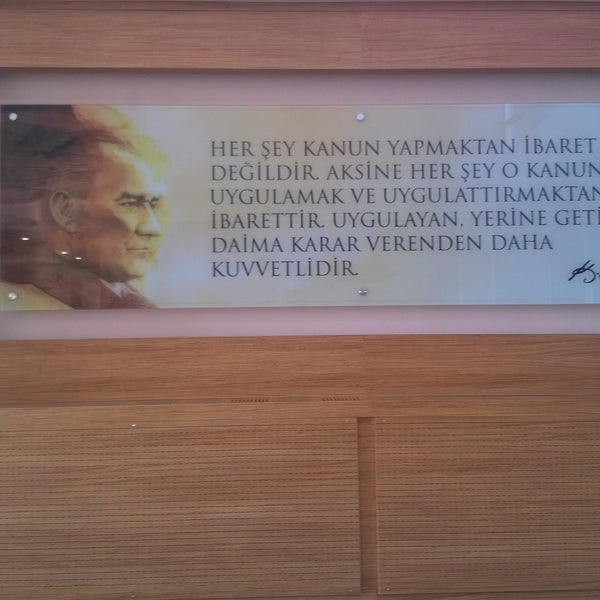 HER ŞEY KANUN YAPMAKTAN İBARET
DEĞİLDİR. AKSİNE HER ŞEY O KANUN
UYGULAMAK VE UYGULATTIRMAKTAN
İBARETTİR. UYGULAYAN, YERİNE GETİ
DAİMA KARAR VERENDEN DAHA
KUVVETLİDİR.